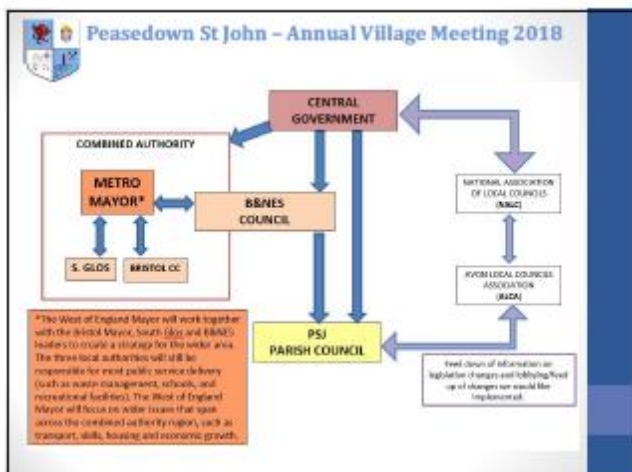 Peasedown St John – Annual Village Meeting 2018
CENTRAL
GOVERNMENT
COMBINED AUTHORITY
METRO
MAYOR*
B&NES
COUNCIL
S. GLOS
BRISTOL CC
NATIONAL ASSOCIATION
OF LOCAL COUNCILS
(NALC)
AVON LOCAL COUNCILS
ASSOCIATION
(ALCA)
PSJ
PARISH COUNCIL
*The West of England Mayor will work together
with the Bristol Mayor, South Glos and B&NES
leaders to create a strategy for the wider area.
The three local authorities will still be
responsible for most public service delivery
(such as waste management, schools, and
recreational facilities). The West of England
Mayor will focus on wider issues that span
across the combined authority region, such as
transport, skills, housing and economic growth.
Feed down of information on
legislation changes and lobbying/feed
up of changes we would like
implemented.